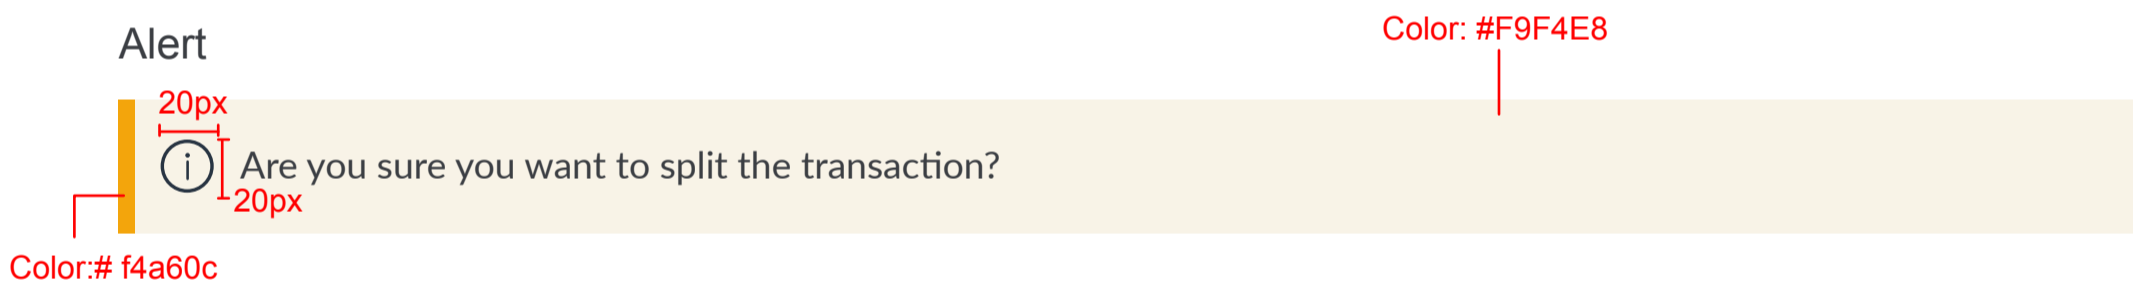 Color: #F9F4E8
Alert
20px
i
Are you sure you want to split the transaction?
20px
Color:# f4a60c